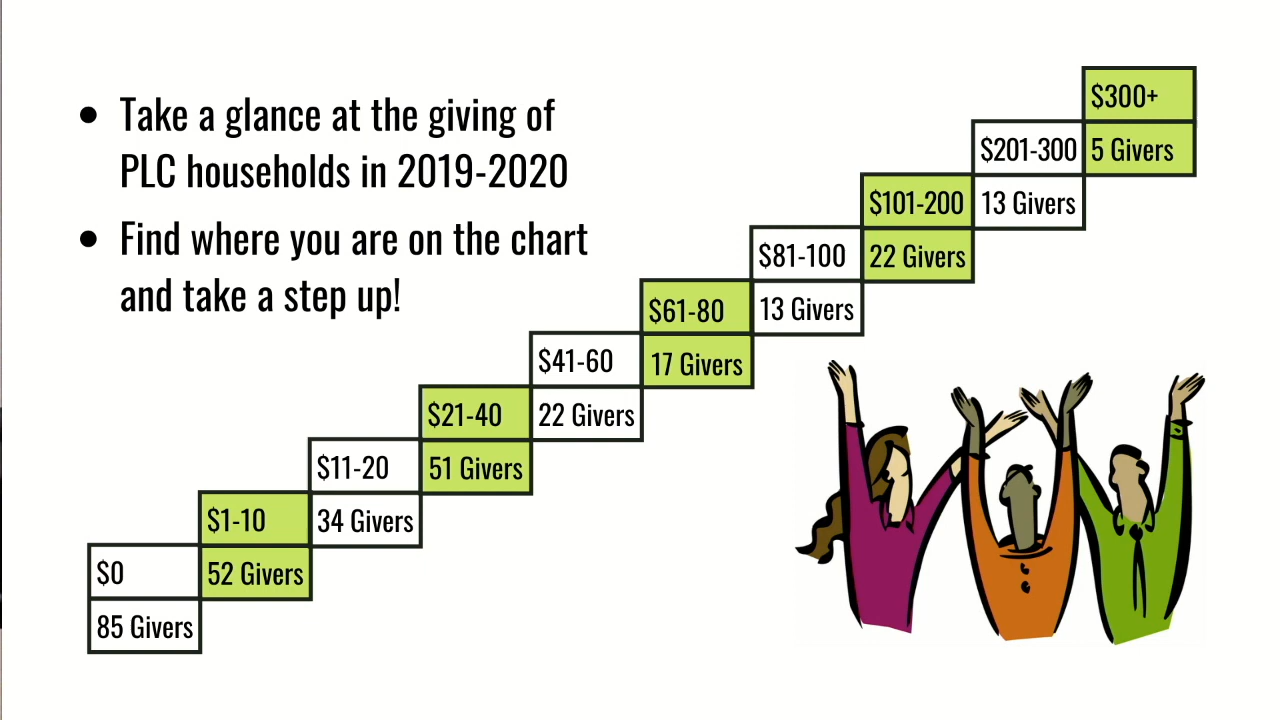 Take a glance at the giving of
PLC households in 2019-2020
Find where you are on the chart
and take a step up!
$0
85 Givers
$1-10
52 Givers
$11-20
34 Givers
$21-40
51 Givers
$41-60
22 Givers
$61-80
17 Givers
$81-100
13 Givers
$101-200
22 Givers
$201-300
13 Givers
$300+
5 Givers